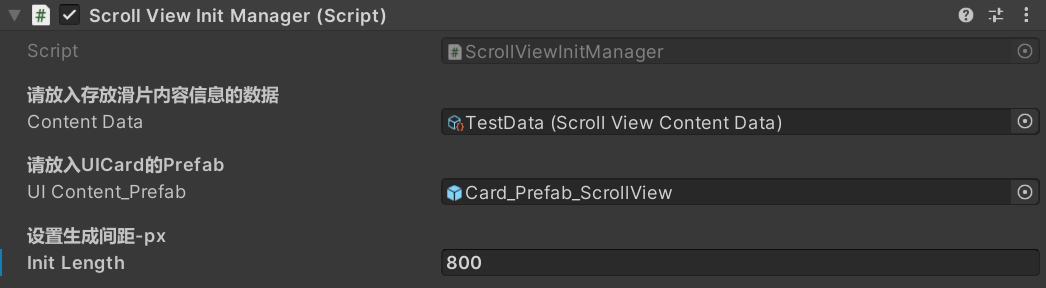 Scroll View Init Manager (Script)
Script ScrollViewInitManager
请放入存放滑片内容信息的数据
Content Data TestData (Scroll View Content Data)
请放入UICard的Prefab
UI Content_Prefab Card_Prefab_ScrollView
设置生成间距-px
Init Length 800